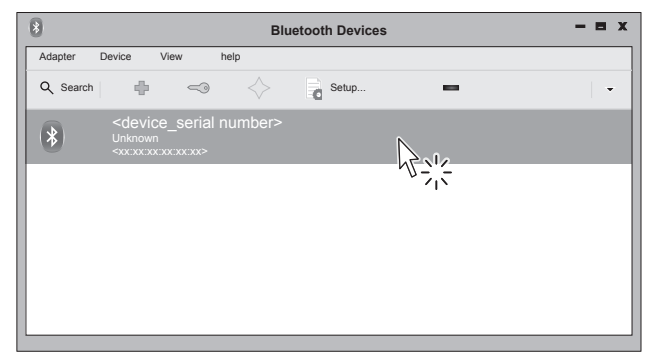 Bluetooth Devices
Adapter Device View help
Search Setup...
<device_serial number>
Unknown
<xx:xx:xx:xx:xx:xx>